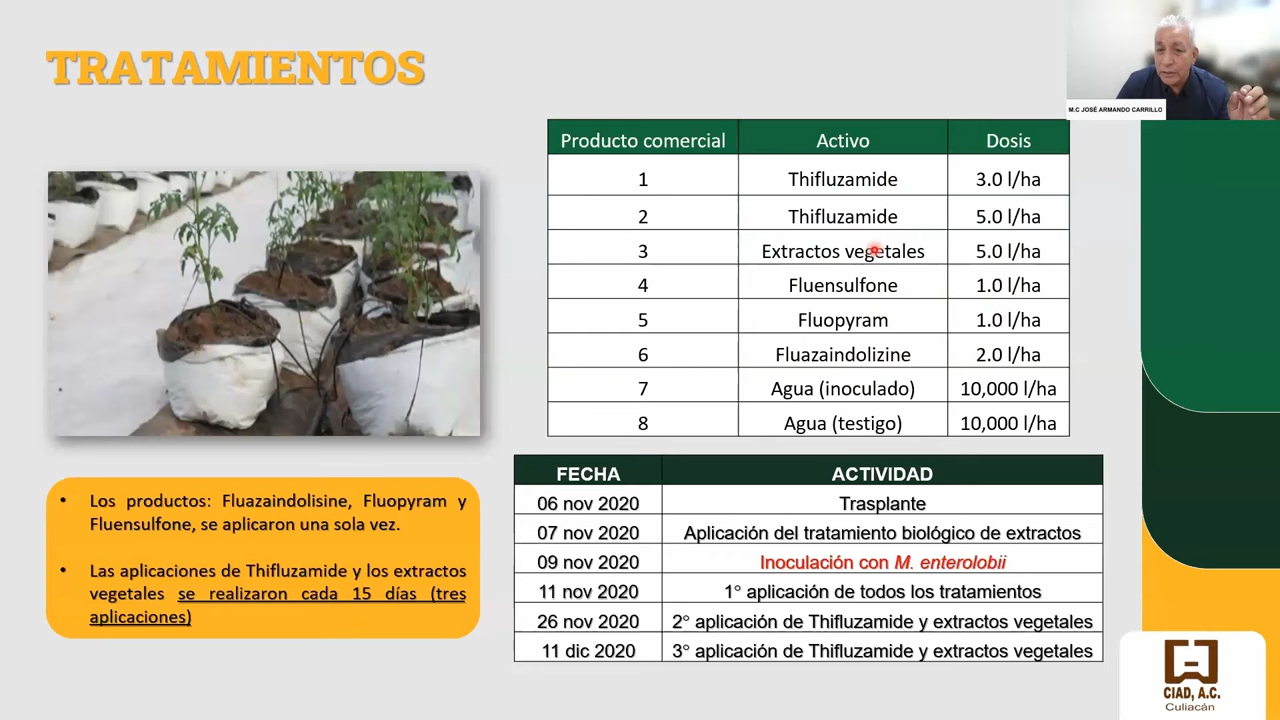 TRATAMIENTOS
M.C JOSÉ ARMANDO CARRILLO
Producto comercial Activo Dosis
1 Thifluzamide 3.0 l/ha
2 Thifluzamide 5.0 l/ha
3 Extractos vegetales 5.0 l/ha
4 Fluensulfone 1.0 l/ha
5 Fluopyram 1.0 l/ha
6 Fluazaindolizine 2.0 l/ha
7 Agua (inoculado) 10,000 l/ha
8 Agua (testigo) 10,000 l/ha
• Los productos: Fluazaindolisine, Fluopyram y
Fluensulfone, se aplicaron una sola vez.
• Las aplicaciones de Thifluzamide y los extractos
vegetales se realizaron cada 15 días (tres
aplicaciones)
FECHA ACTIVIDAD
06 nov 2020 Trasplante
07 nov 2020 Aplicación del tratamiento biológico de extractos
09 nov 2020 Inoculación con M. enterolobii
11 nov 2020 1° aplicación de todos los tratamientos
26 nov 2020 2° aplicación de Thifluzamide y extractos vegetales
11 dic 2020 3° aplicación de Thifluzamide y extractos vegetales
CIAD, A.C.
Culiacán